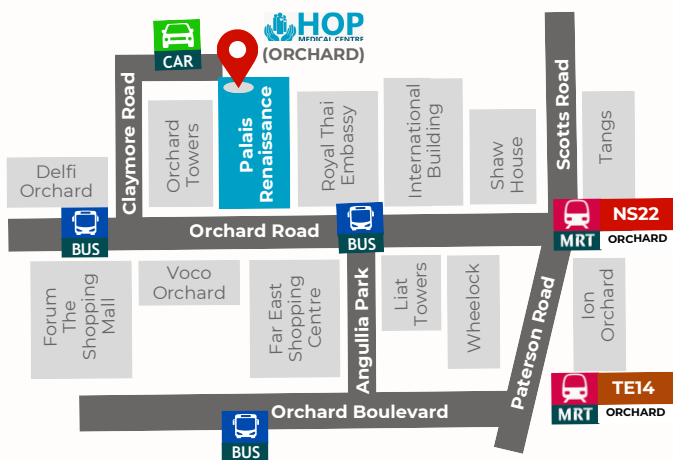 HOP
MEDICAL CENTRE
(ORCHARD)
CAR
Claymore Road
Orchard
Towers
Palais
Renaissance
Royal Thai
Embassy
International
Building
Shaw
House
Scotts Road
Tangs
Delfi
Orchard
BUS
Orchard Road
BUS
MRT
NS22
ORCHARD
Forum
The
Shopping
Mall
Voco
Orchard
Far East
Shopping
Centre
Angullia Park
Liat
Towers
Wheelock
Paterson Road
Ion
Orchard
MRT
TE14
ORCHARD
Orchard Boulevard
BUS